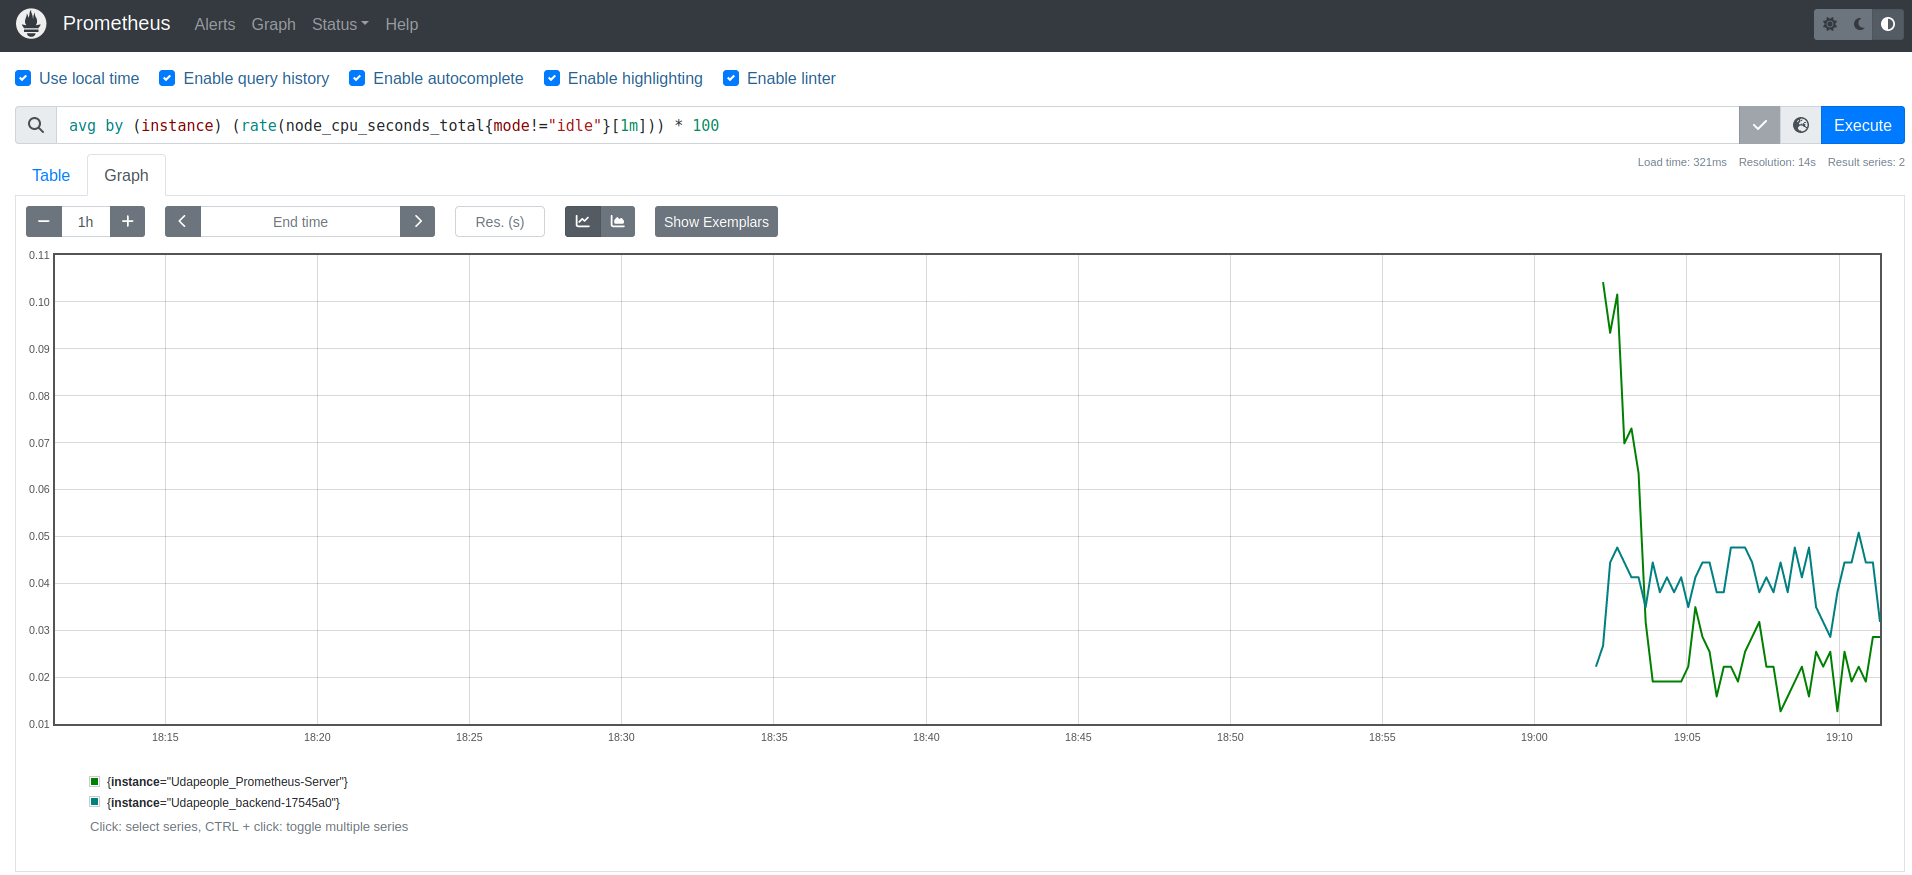 Prometheus Alerts Graph Status Help
Use local time Enable query history Enable autocomplete Enable highlighting Enable linter
avg by (instance) (rate(node_cpu_seconds_total{mode!="idle"}[1m])) * 100 Execute
Load time: 321ms Resolution: 14s Result series: 2
Table Graph
1h End time Res. (s) Show Exemplars
0.11
0.10
0.09
0.08
0.07
0.06
0.05
0.04
0.03
0.02
0.01
18:15 18:20 18:25 18:30 18:35 18:40 18:45 18:50 18:55 19:00 19:05 19:10
{instance="Udapeople_Prometheus-Server"}
{instance="Udapeople_backend-17545a0"}
Click: select series, CTRL + click: toggle multiple series